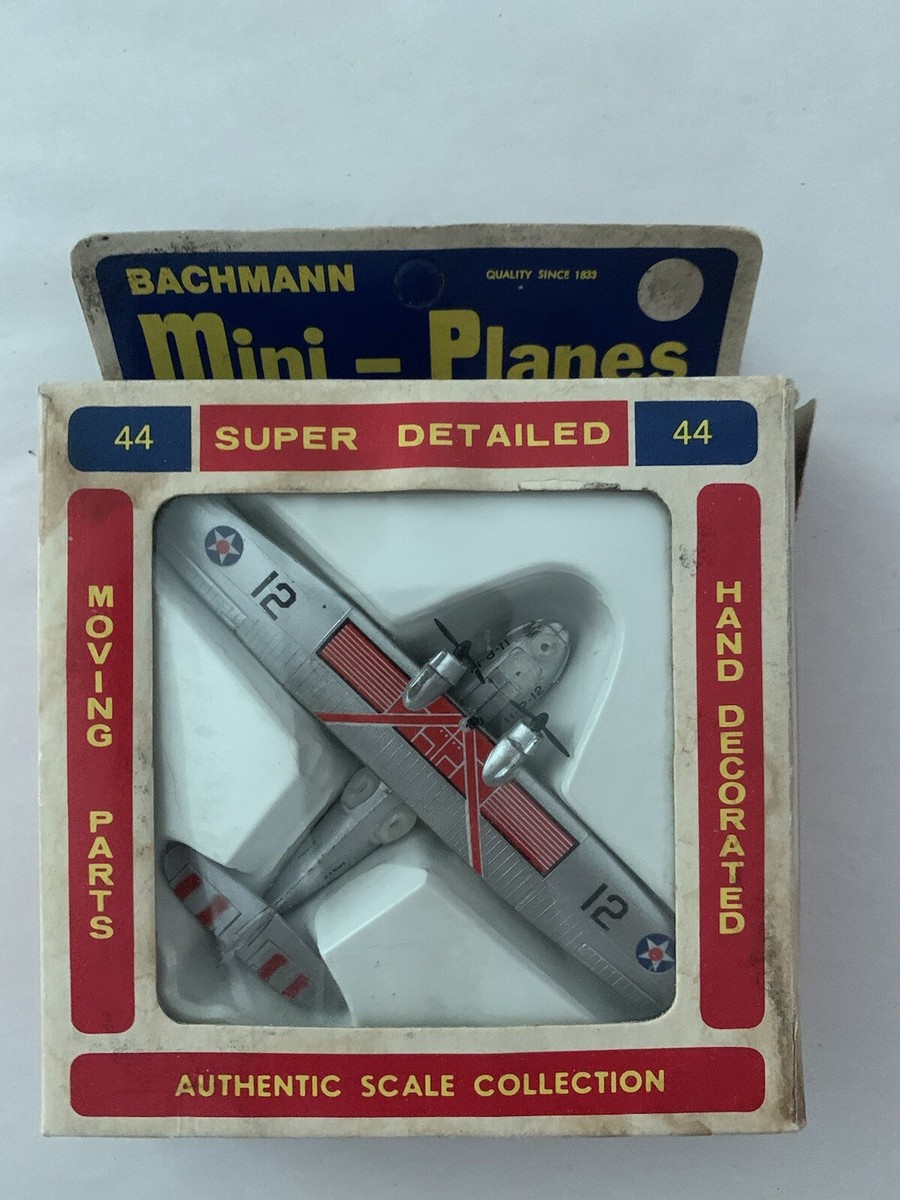 BACHMANN
QUALITY SINCE 1833
Mini - Planes
44
SUPER DETAILED
44
MOVING PARTS
HAND DECORATED
12
12
AUTHENTIC SCALE COLLECTION